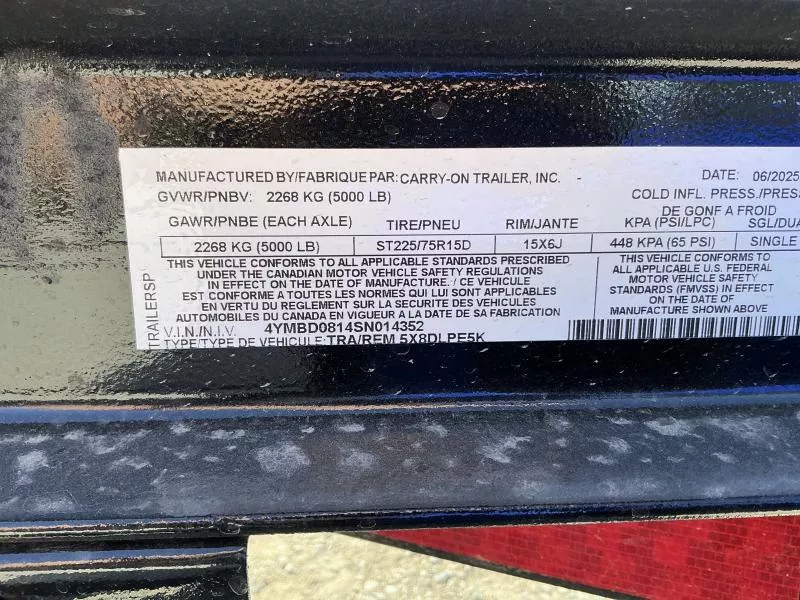 MANUFACTURED BY/FABRIQUE PAR: CARRY-ON TRAILER, INC. - DATE: 06/2025
GVWR/PNBV: 2268 KG (5000 LB) COLD INFL. PRESS./PRESS
DE GONF A FROID
GAWR/PNBE (EACH AXLE) TIRE/PNEU RIM/JANTE KPA (PSI/LPC) SGL/DUA
2268 KG (5000 LB) ST225/75R15D 15X6J 448 KPA (65 PSI) SINGLE
THIS VEHICLE CONFORMS TO ALL APPLICABLE STANDARDS PRESCRIBED
UNDER THE CANADIAN MOTOR VEHICLE SAFETY REGULATIONS
IN EFFECT ON THE DATE OF MANUFACTURE. / CE VEHICULE
EST CONFORME A TOUTES LES NORMES QUI LUI SONT APPLICABLES
EN VERTU DU REGLEMENT SUR LA SECURITE DES VEHICULES
AUTOMOBILES DU CANADA EN VIGUEUR A LA DATE DE SA FABRICATION
THIS VEHICLE CONFORMS TO
ALL APPLICABLE U.S. FEDERAL
MOTOR VEHICLE SAFETY
STANDARDS (FMVSS) IN EFFECT
ON THE DATE OF
MANUFACTURE SHOWN ABOVE
TRAILERSP
V.I.N./N.I.V. 4YMBD0814SN014352
TYPE/TYPE DE VEHICULE: TRA/REM 5X8DLPE5K